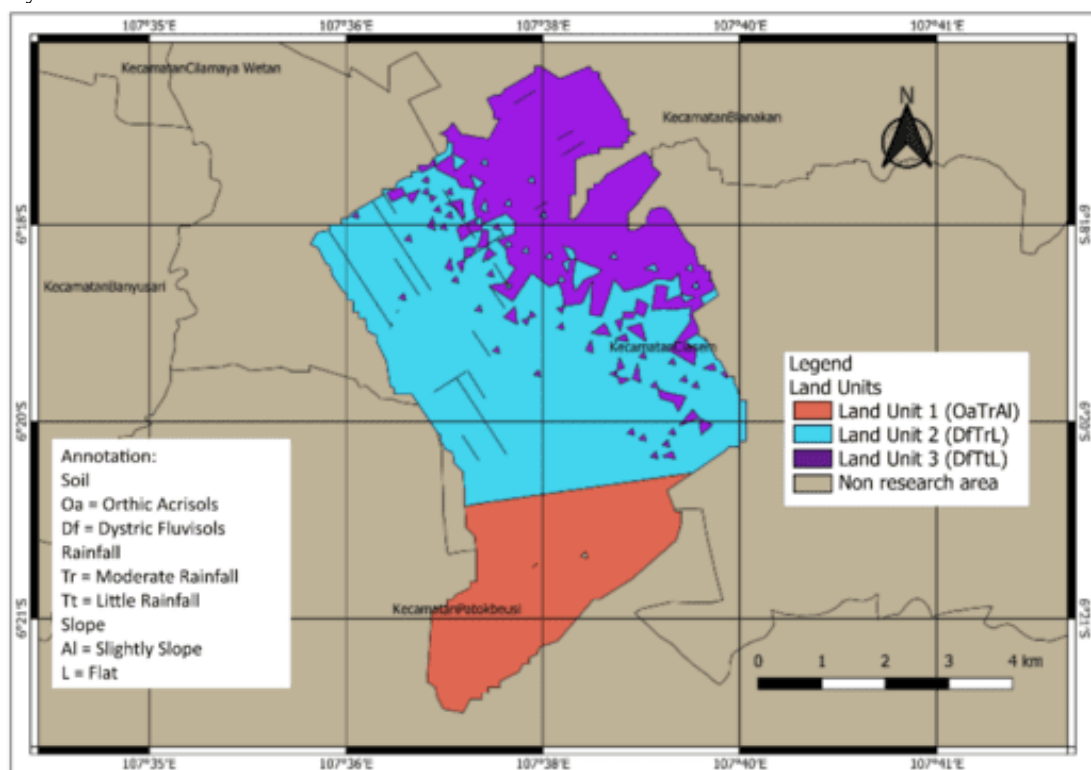 107°35'E 107°36'E 107°38'E 107°40'E 107°41'E
KecamatanCilamaya Wetan
N
KecamatanBlanakan
6°18'S 6°18'S
KecamatanBanyusari
KecamatanCiasem
Legend
Land Units
Land Unit 1 (OaTrAl)
Land Unit 2 (DfTrL)
Land Unit 3 (DfTtL)
Non research area
6°20'S 6°20'S
Annotation:
Soil
Oa = Orthic Acrisols
Df = Dystric Fluvisols
Rainfall
Tr = Moderate Rainfall
Tt = Little Rainfall
Slope
Al = Slightly Slope
L = Flat
KecamatanPatokbeusi
6°21'S 6°21'S
0 1 2 3 4 km
107°35'E 107°36'E 107°38'E 107°40'E 107°41'E